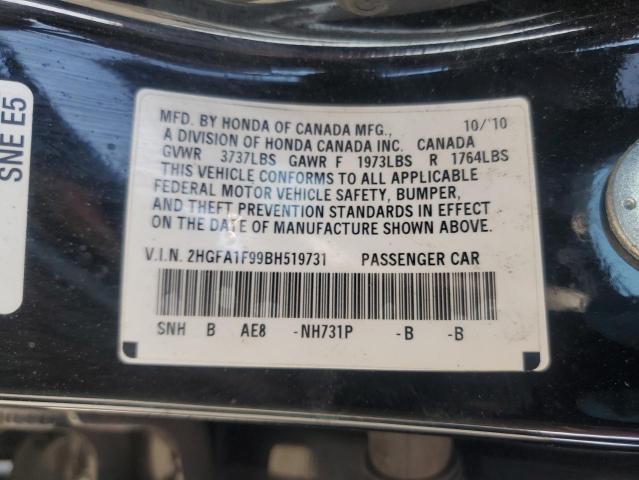 SNE E5
MFD. BY HONDA OF CANADA MFG., 10/'10
A DIVISION OF HONDA CANADA INC. CANADA
GVWR 3737LBS GAWR F 1973LBS R 1764LBS
THIS VEHICLE CONFORMS TO ALL APPLICABLE
FEDERAL MOTOR VEHICLE SAFETY, BUMPER,
AND THEFT PREVENTION STANDARDS IN EFFECT
ON THE DATE OF MANUFACTURE SHOWN ABOVE.
V.I.N. 2HGFA1F99BH519731 PASSENGER CAR
SNH B AE8 -NH731P -B -B